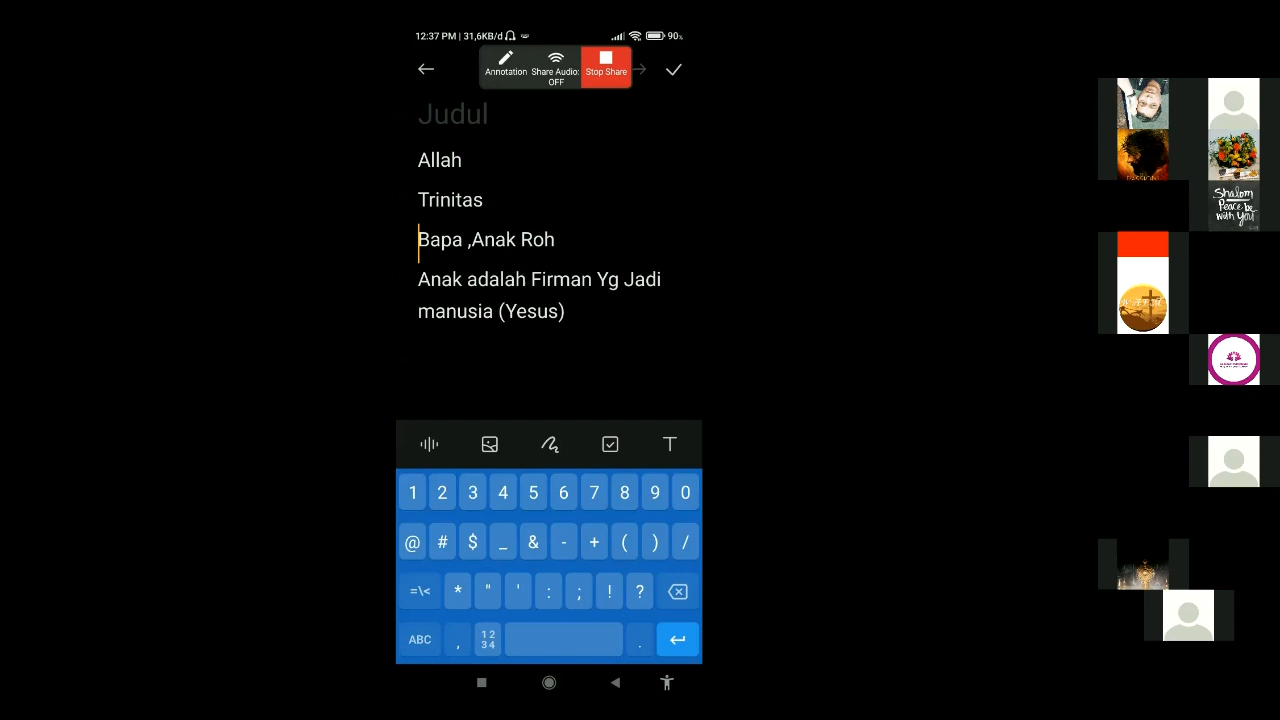 12:37 PM | 31,6KB/d 90%
Annotation Share Audio: OFF Stop Share
Judul
Allah
Trinitas
Bapa ,Anak Roh
Anak adalah Firman Yg Jadi
manusia (Yesus)
1 2 3 4 5 6 7 8 9 0
@ # $ _ & - + ( ) /
=\< * " ' : ; ! ?
ABC , 12 34 .
Shalom
Peace be
with You